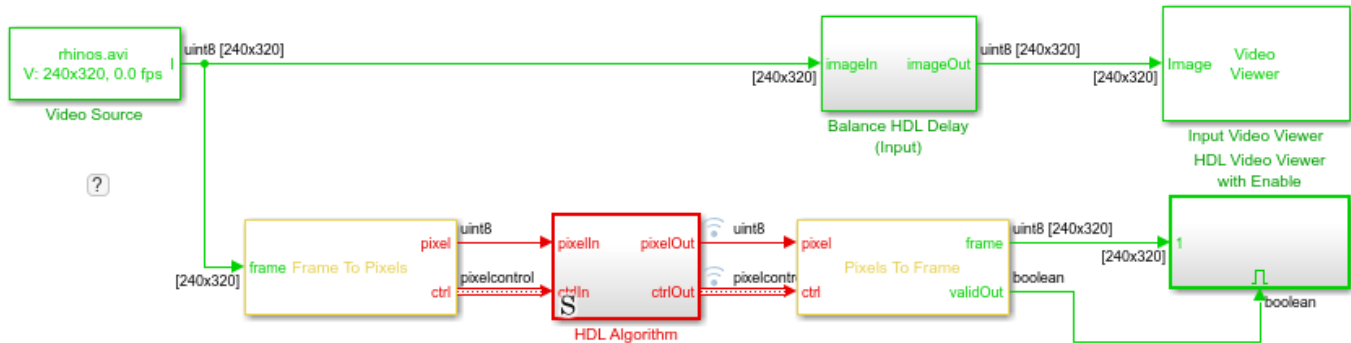 rhinos.avi
V: 240x320, 0.0 fps
I
Video Source
uint8 [240x320]
[240x320]
imageIn
imageOut
Balance HDL Delay
(Input)
uint8 [240x320]
[240x320]
Image
Video
Viewer
Input Video Viewer
HDL Video Viewer
with Enable
?
[240x320]
frame
Frame To Pixels
pixel
ctrl
uint8
pixelcontrol
pixelIn
ctrlIn
S
pixelOut
ctrlOut
HDL Algorithm
uint8
pixelcontr
pixel
ctrl
Pixels To Frame
frame
validOut
uint8 [240x320]
[240x320]
boolean
1
boolean